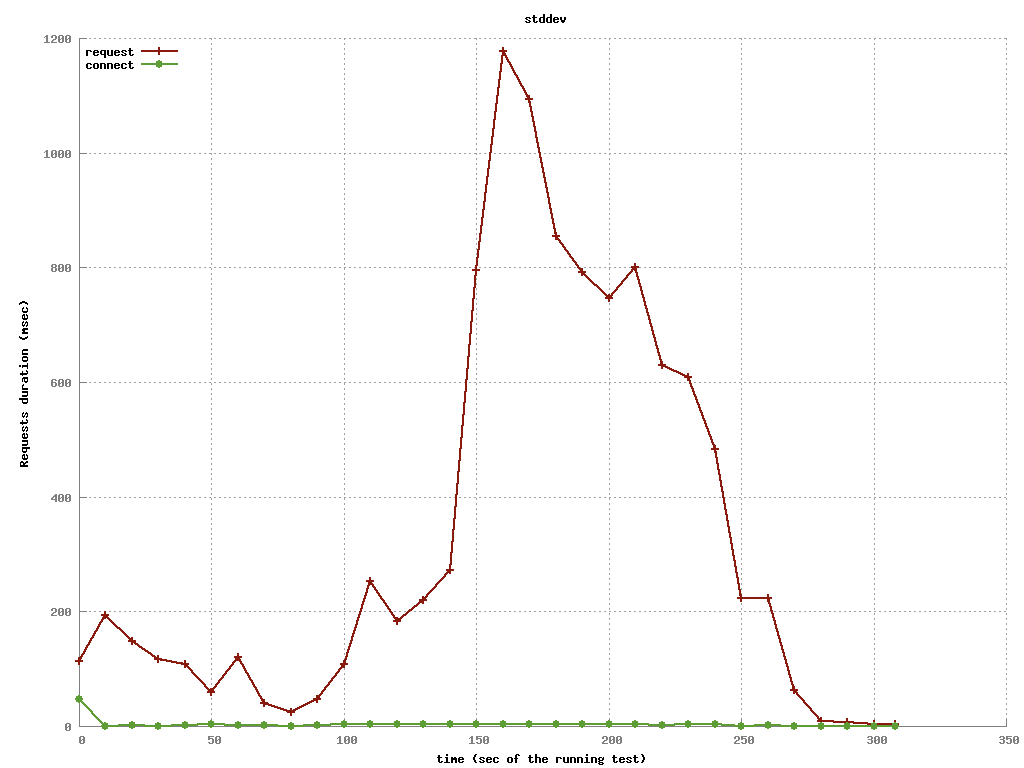 stddev
request
connect
1200
1000
800
600
400
200
0
Requests duration (msec)
0 50 100 150 200 250 300 350
time (sec of the running test)